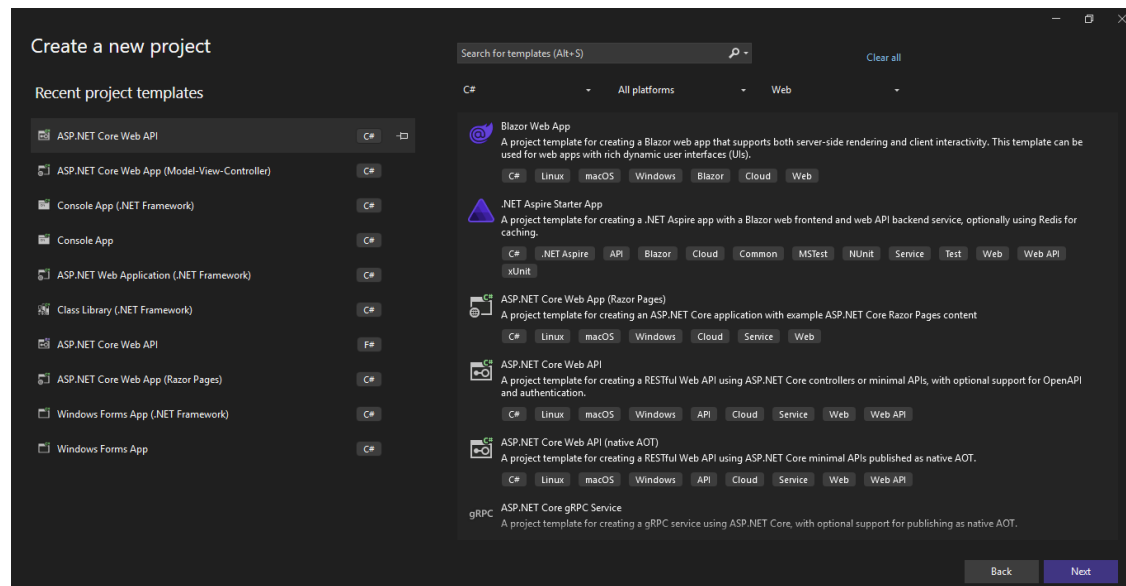 Create a new project
Recent project templates
ASP.NET Core Web API C#
ASP.NET Core Web App (Model-View-Controller) C#
Console App (.NET Framework) C#
Console App C#
ASP.NET Web Application (.NET Framework) C#
Class Library (.NET Framework) C#
ASP.NET Core Web API F#
ASP.NET Core Web App (Razor Pages) C#
Windows Forms App (.NET Framework) C#
Windows Forms App C#
Search for templates (Alt+S)
Clear all
C# All platforms Web
Blazor Web App
A project template for creating a Blazor web app that supports both server-side rendering and client interactivity. This template can be
used for web apps with rich dynamic user interfaces (UIs).
C# Linux macOS Windows Blazor Cloud Web
.NET Aspire Starter App
A project template for creating a .NET Aspire app with a Blazor web frontend and web API backend service, optionally using Redis for
caching.
C# .NET Aspire API Blazor Cloud Common MSTest NUnit Service Test Web Web API
xUnit
C#
ASP.NET Core Web App (Razor Pages)
A project template for creating an ASP.NET Core application with example ASP.NET Core Razor Pages content
C# Linux macOS Windows Cloud Service Web
C#
ASP.NET Core Web API
A project template for creating a RESTful Web API using ASP.NET Core controllers or minimal APIs, with optional support for OpenAPI
and authentication.
C# Linux macOS Windows API Cloud Service Web Web API
C#
ASP.NET Core Web API (native AOT)
A project template for creating a RESTful Web API using ASP.NET Core minimal APIs published as native AOT.
C# Linux macOS Windows API Cloud Service Web Web API
gRPC
ASP.NET Core gRPC Service
A project template for creating a gRPC service using ASP.NET Core, with optional support for publishing as native AOT.
Back Next